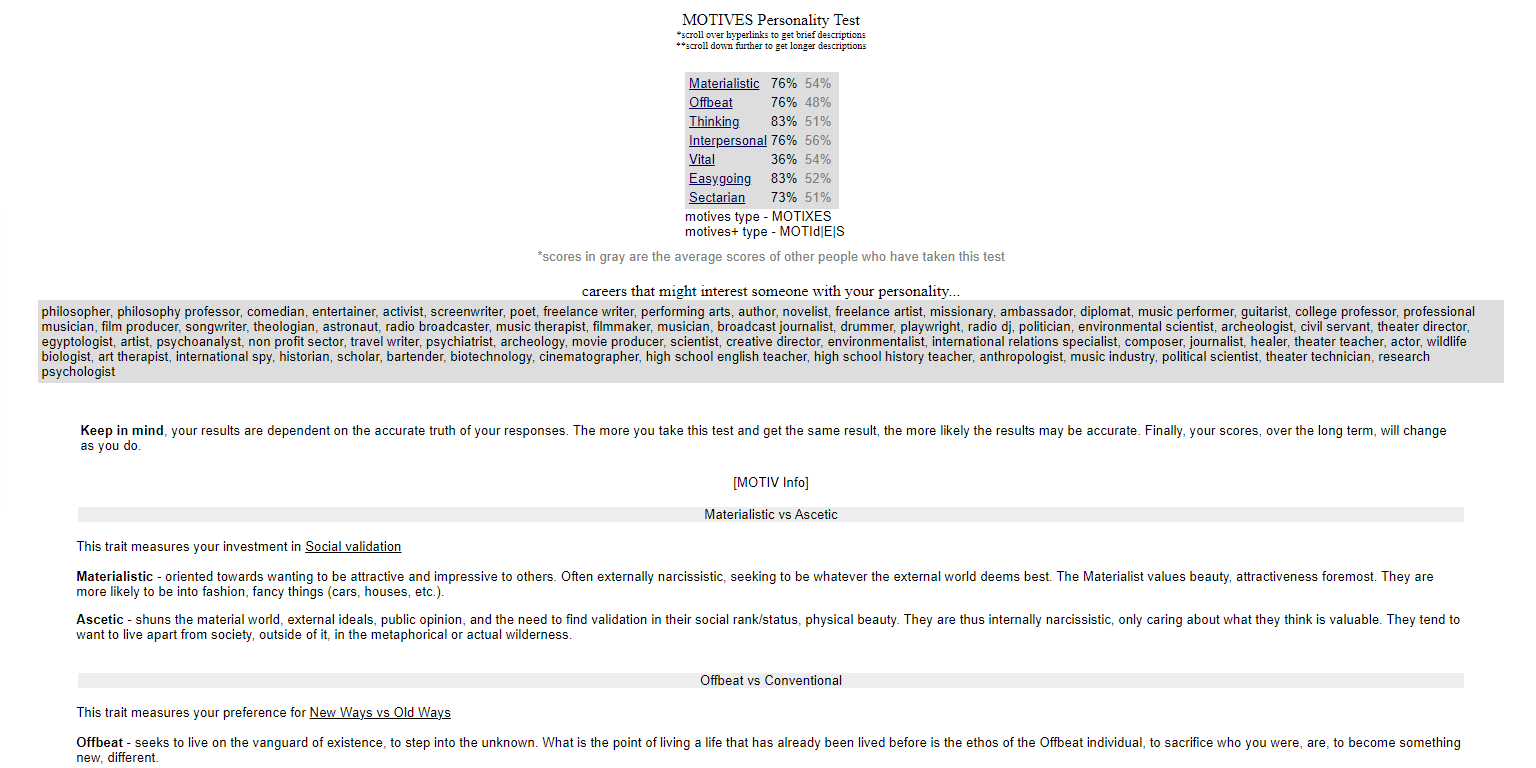 MOTIVES Personality Test
*scroll over hyperlinks to get brief descriptions
**scroll down further to get longer descriptions
Materialistic 76% 54%
Offbeat 76% 48%
Thinking 83% 51%
Interpersonal 76% 56%
Vital 36% 54%
Easygoing 83% 52%
Sectarian 73% 51%
motives type - MOTIXES
motives+ type - MOTId|E|S
*scores in gray are the average scores of other people who have taken this test
careers that might interest someone with your personality...
philosopher, philosophy professor, comedian, entertainer, activist, screenwriter, poet, freelance writer, performing arts, author, novelist, freelance artist, missionary, ambassador, diplomat, music performer, guitarist, college professor, professional
musician, film producer, songwriter, theologian, astronaut, radio broadcaster, music therapist, filmmaker, musician, broadcast journalist, drummer, playwright, radio dj, politician, environmental scientist, archeologist, civil servant, theater director,
egyptologist, artist, psychoanalyst, non profit sector, travel writer, psychiatrist, archeology, movie producer, scientist, creative director, environmentalist, international relations specialist, composer, journalist, healer, theater teacher, actor, wildlife
biologist, art therapist, international spy, historian, scholar, bartender, biotechnology, cinematographer, high school english teacher, high school history teacher, anthropologist, music industry, political scientist, theater technician, research
psychologist
Keep in mind, your results are dependent on the accurate truth of your responses. The more you take this test and get the same result, the more likely the results may be accurate. Finally, your scores, over the long term, will change
as you do.
[MOTIV Info]
Materialistic vs Ascetic
This trait measures your investment in Social validation
Materialistic - oriented towards wanting to be attractive and impressive to others. Often externally narcissistic, seeking to be whatever the external world deems best. The Materialist values beauty, attractiveness foremost. They are
more likely to be into fashion, fancy things (cars, houses, etc.).
Ascetic - shuns the material world, external ideals, public opinion, and the need to find validation in their social rank/status, physical beauty. They are thus internally narcissistic, only caring about what they think is valuable. They tend to
want to live apart from society, outside of it, in the metaphorical or actual wilderness.
Offbeat vs Conventional
This trait measures your preference for New Ways vs Old Ways
Offbeat - seeks to live on the vanguard of existence, to step into the unknown. What is the point of living a life that has already been lived before is the ethos of the Offbeat individual, to sacrifice who you were, are, to become something
new, different.